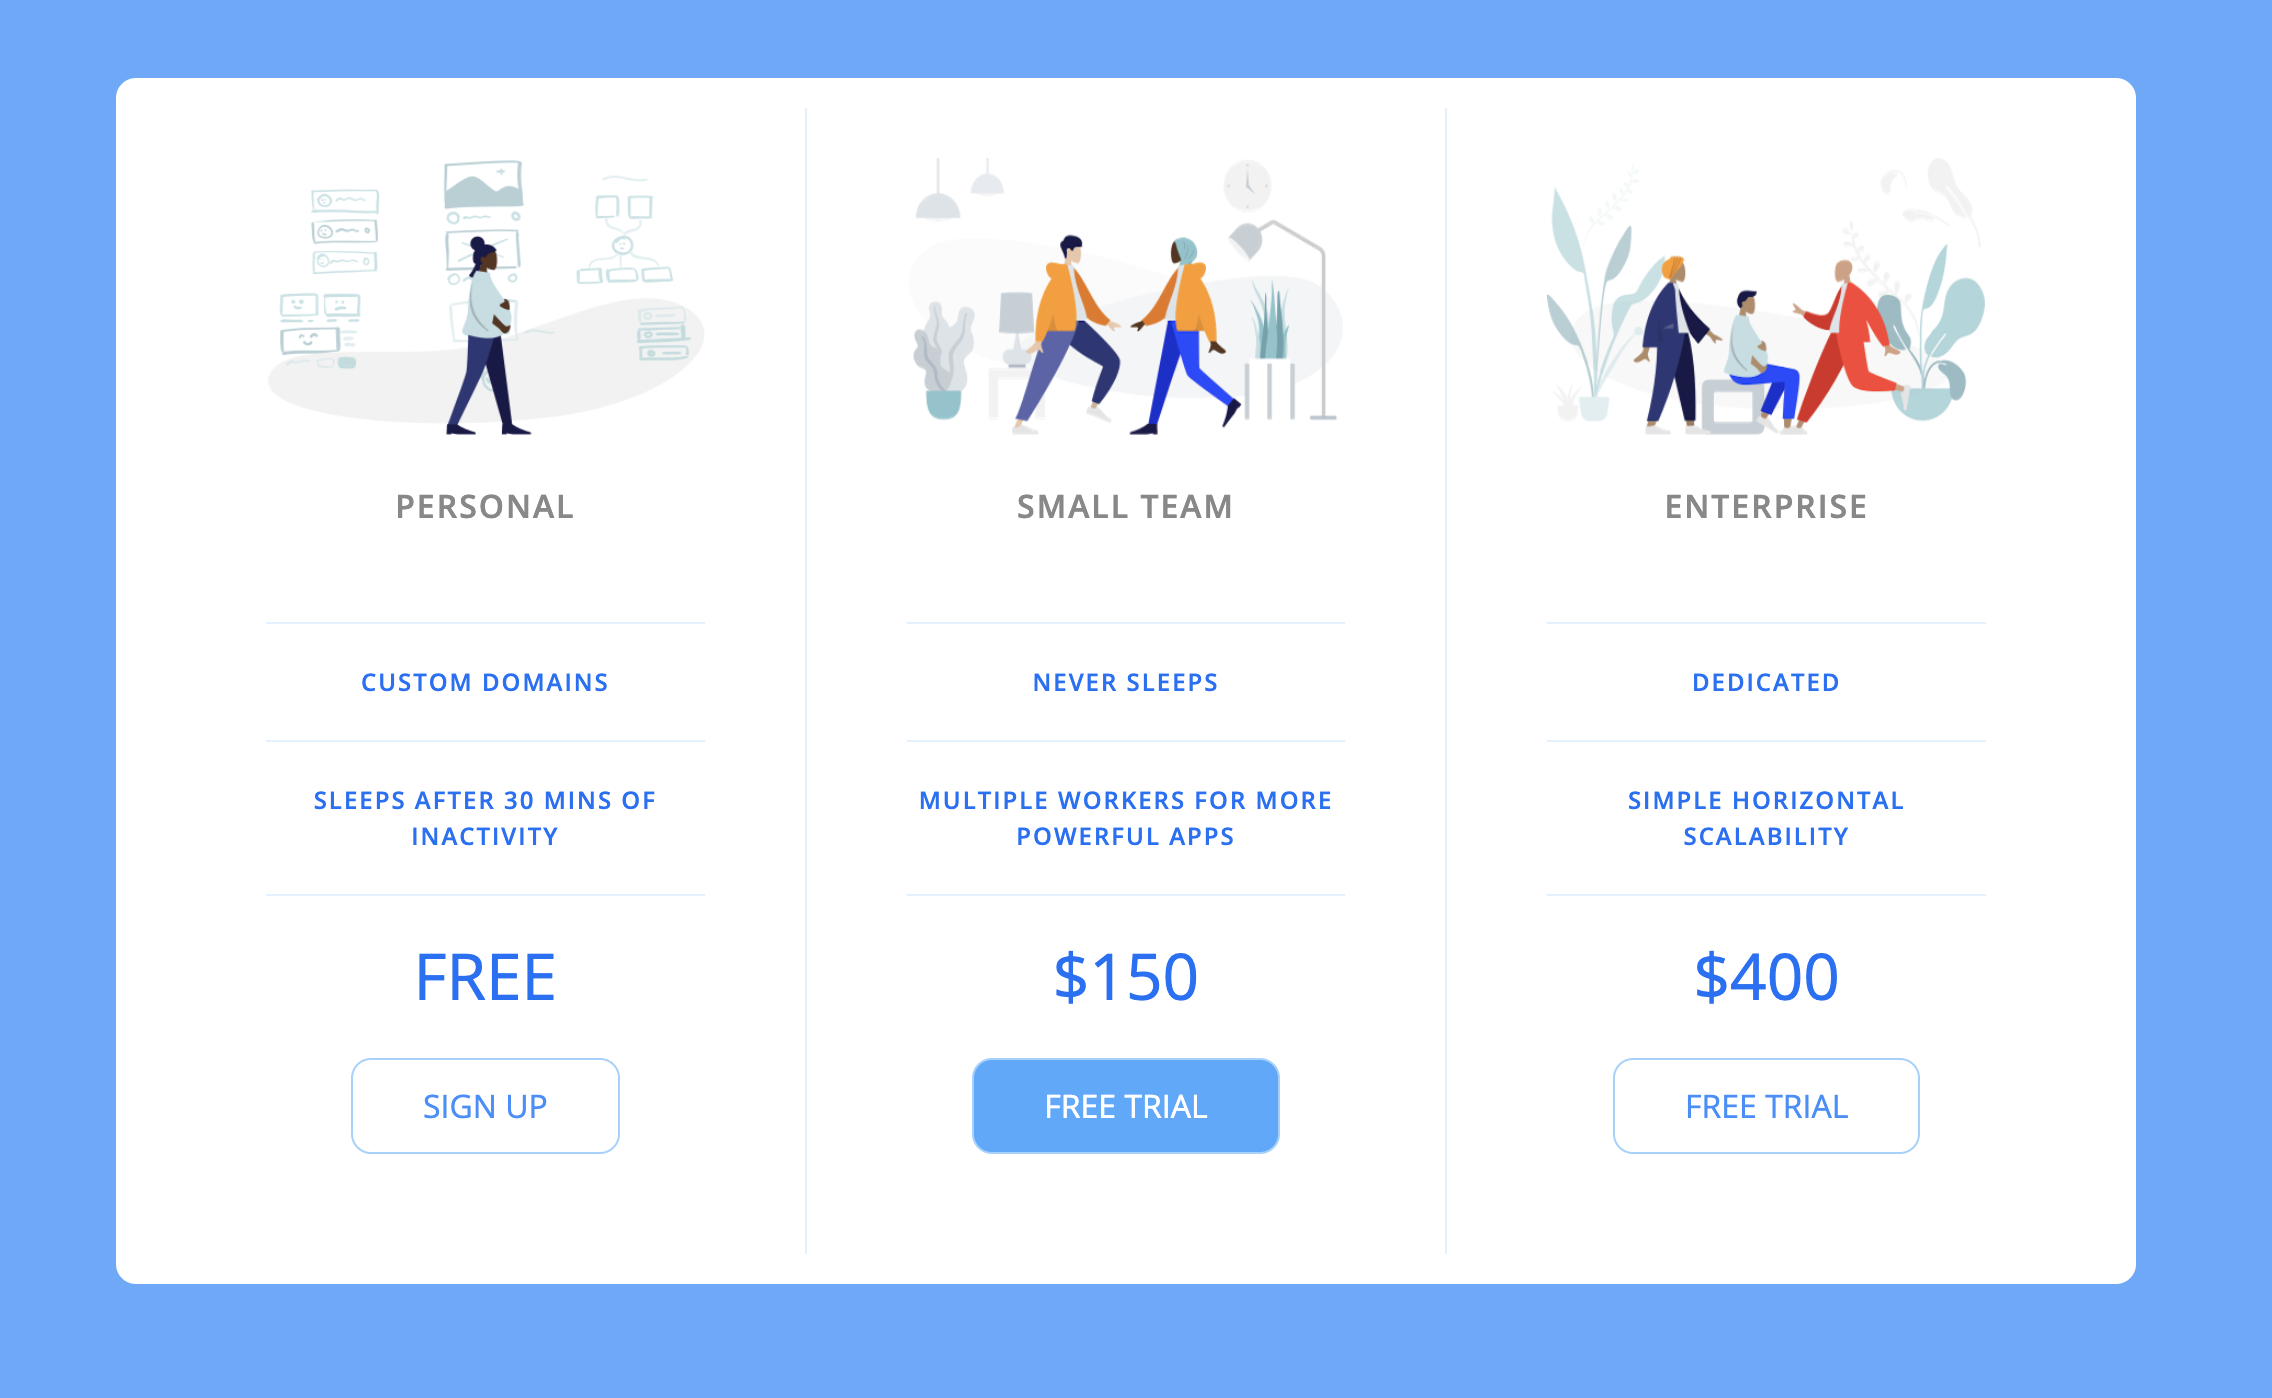 PERSONAL
CUSTOM DOMAINS
SLEEPS AFTER 30 MINS OF
INACTIVITY
FREE
SIGN UP
SMALL TEAM
NEVER SLEEPS
MULTIPLE WORKERS FOR MORE
POWERFUL APPS
$150
FREE TRIAL
ENTERPRISE
DEDICATED
SIMPLE HORIZONTAL
SCALABILITY
$400
FREE TRIAL